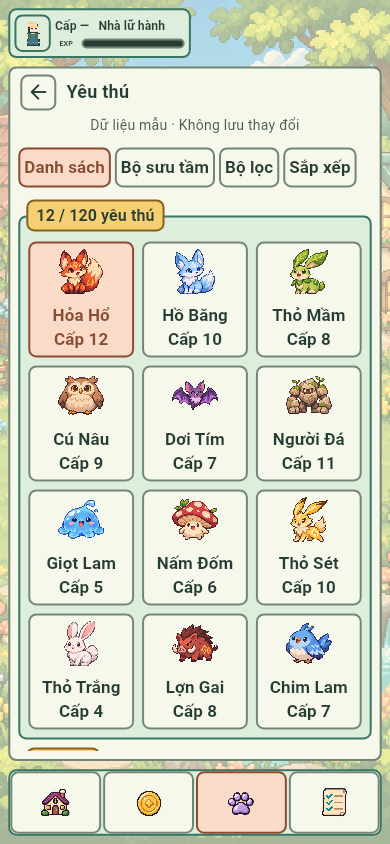 Cấp — Nhà lữ hành
EXP
Yêu thú
Dữ liệu mẫu · Không lưu thay đổi
Danh sách Bộ sưu tầm Bộ lọc Sắp xếp
12 / 120 yêu thú
Hỏa Hổ Hồ Băng Thỏ Mầm
Cấp 12 Cấp 10 Cấp 8
Cú Nâu Dơi Tím Người Đá
Cấp 9 Cấp 7 Cấp 11
Giọt Lam Nấm Đốm Thỏ Sét
Cấp 5 Cấp 6 Cấp 10
Thỏ Trắng Lợn Gai Chim Lam
Cấp 4 Cấp 8 Cấp 7